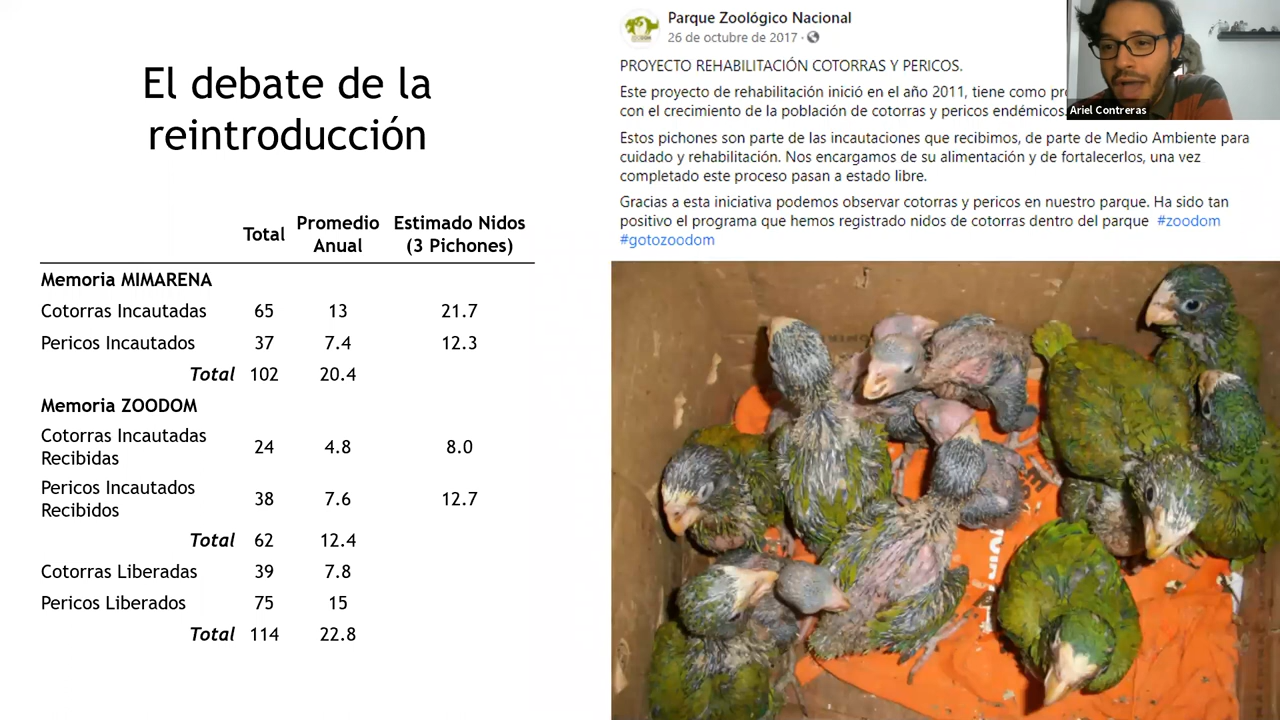 El debate de la
reintroducción
Total
Promedio
Anual
Estimado Nidos
(3 Pichones)
Memoria MIMARENA
Cotorras Incautadas 65 13 21.7
Pericos Incautados 37 7.4 12.3
Total 102 20.4
Memoria ZOODOM
Cotorras Incautadas
Recibidas 24 4.8 8.0
Pericos Incautados
Recibidos 38 7.6 12.7
Total 62 12.4
Cotorras Liberadas 39 7.8
Pericos Liberados 75 15
Total 114 22.8
Parque Zoológico Nacional
26 de octubre de 2017 ·
PROYECTO REHABILITACIÓN COTORRAS Y PERICOS.
Este proyecto de rehabilitación inició en el año 2011, tiene como
con el crecimiento de la población de cotorras y pericos endémicos.
Estos pichones son parte de las incautaciones que recibimos, de parte de Medio Ambiente para
cuidado y rehabilitación. Nos encargamos de su alimentación y de fortalecerlos, una vez
completado este proceso pasan a estado libre.
Gracias a esta iniciativa podemos observar cotorras y pericos en nuestro parque. Ha sido tan
positivo el programa que hemos registrado nidos de cotorras dentro del parque #zoodom
#gotozoodom
Ariel Contreras